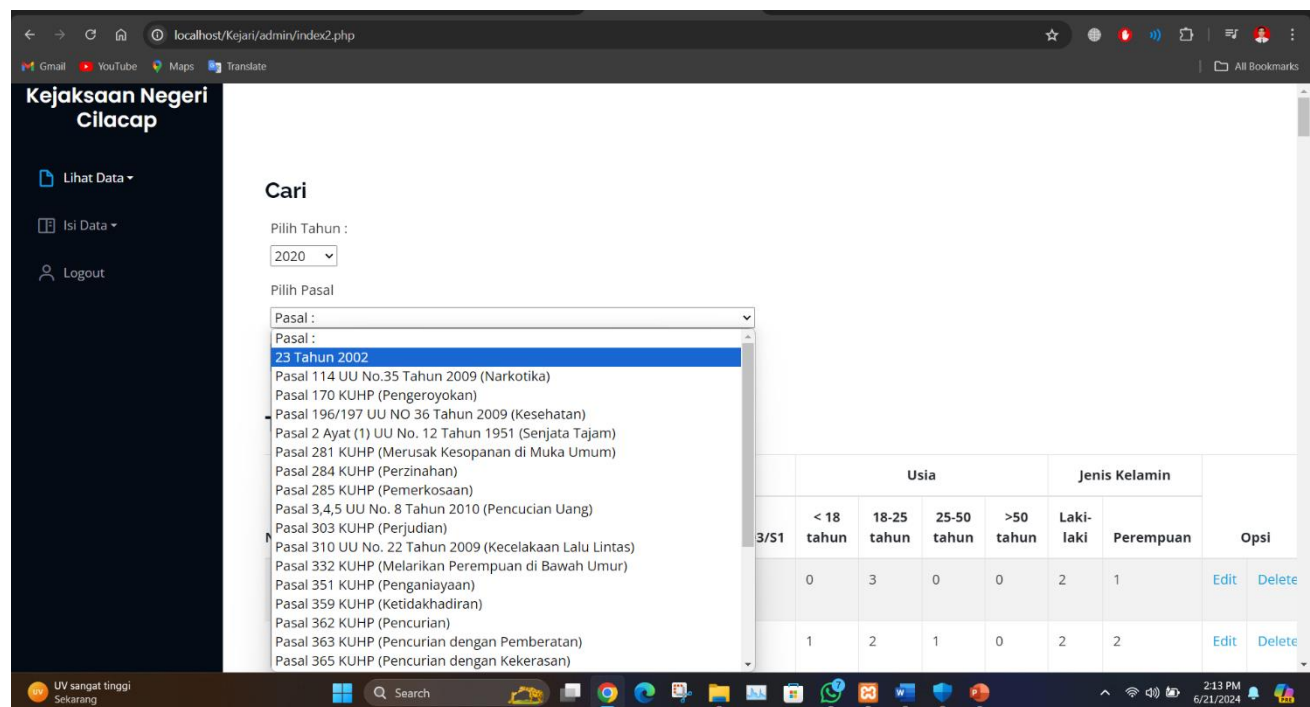 localhost/Kejari/admin/index2.php
Gmail YouTube Maps Translate All Bookmarks
Kejaksaan Negeri
Cilacap
Lihat Data
Isi Data
Logout
Cari
Pilih Tahun :
2020
Pilih Pasal
Pasal :
Pasal :
23 Tahun 2002
Pasal 114 UU No.35 Tahun 2009 (Narkotika)
Pasal 170 KUHP (Pengeroyokan)
Pasal 196/197 UU NO 36 Tahun 2009 (Kesehatan)
Pasal 2 Ayat (1) UU No. 12 Tahun 1951 (Senjata Tajam)
Pasal 281 KUHP (Merusak Kesopanan di Muka Umum)
Pasal 284 KUHP (Perzinahan)
Pasal 285 KUHP (Pemerkosaan)
Pasal 3,4,5 UU No. 8 Tahun 2010 (Pencucian Uang)
Pasal 303 KUHP (Perjudian)
Pasal 310 UU No. 22 Tahun 2009 (Kecelakaan Lalu Lintas)
Pasal 332 KUHP (Melarikan Perempuan di Bawah Umur)
Pasal 351 KUHP (Penganiayaan)
Pasal 359 KUHP (Ketidakhadiran)
Pasal 362 KUHP (Pencurian)
Pasal 363 KUHP (Pencurian dengan Pemberatan)
Pasal 365 KUHP (Pencurian dengan Kekerasan)
Usia Jenis Kelamin
3/S1 < 18 tahun 18-25 tahun 25-50 tahun >50 tahun Laki-laki Perempuan Opsi
0 3 0 0 2 1 Edit Delete
1 2 1 0 2 2 Edit Delete
UV sangat tinggi
Sekarang
Search
7
2:13 PM
6/21/2024